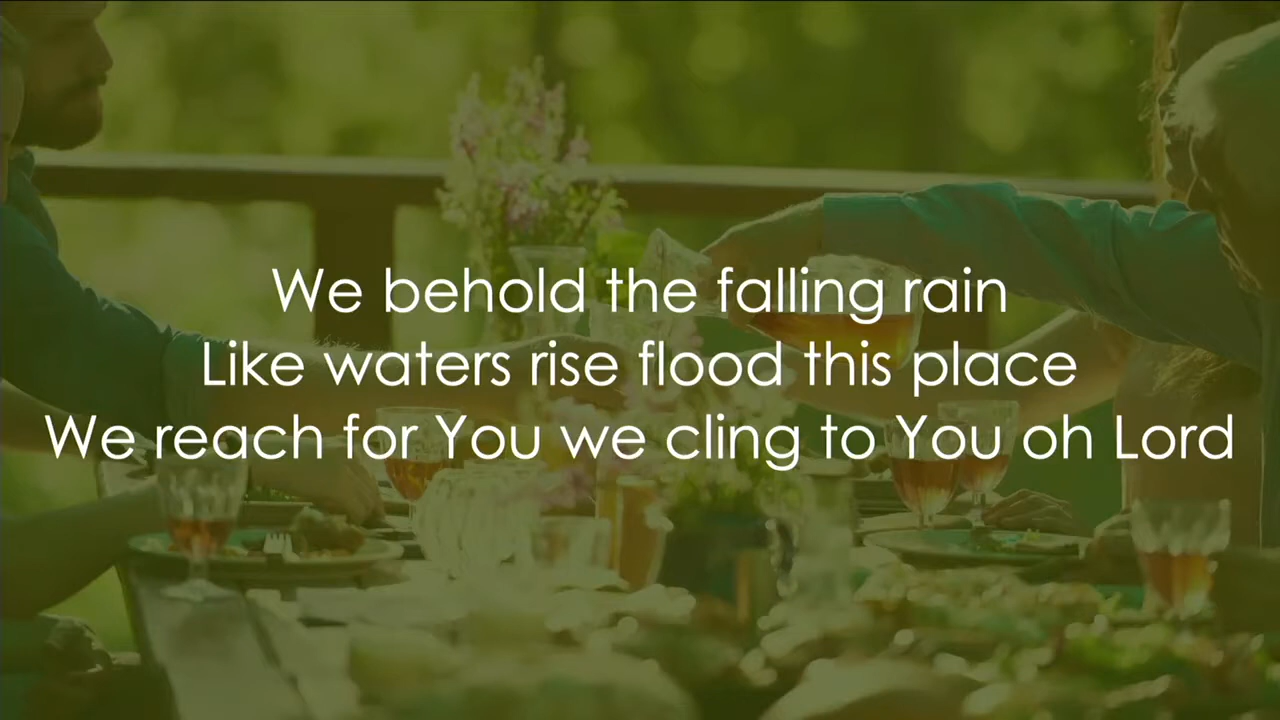 We behold the falling rain
Like waters rise flood this place
We reach for You we cling to You oh Lord